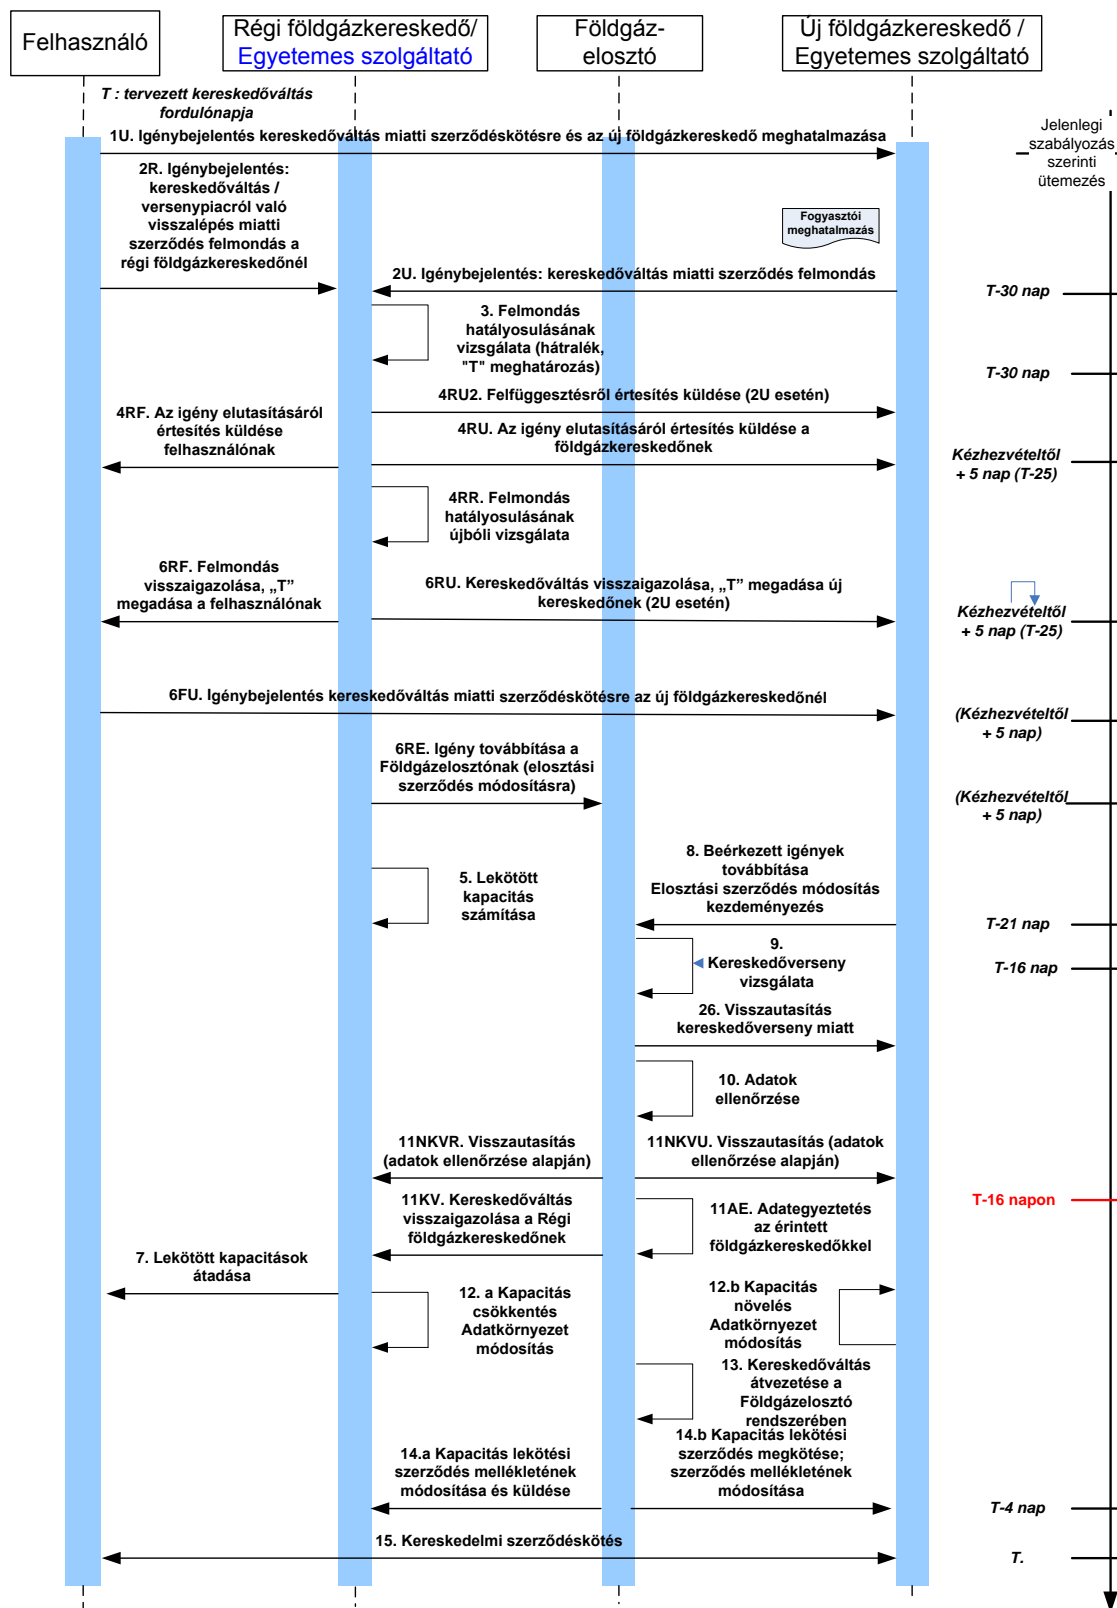 Felhasználó
Régi földgázkereskedő/
Egyetemes szolgáltató
Földgáz-
elosztó
Új földgázkereskedő /
Egyetemes szolgáltató
T : tervezett kereskedőváltás
fordulónapja
1U. Igénybejelentés kereskedőváltás miatti szerződéskötésre és az új földgázkereskedő meghatalmazása
Jelenlegi
szabályozás
szerinti
ütemezés
2R. Igénybejelentés:
kereskedőváltás /
versenypiacról való
visszalépés miatti
szerződés felmondás a
régi földgázkereskedőnél
Fogyasztói
meghatalmazás
2U. Igénybejelentés: kereskedőváltás miatti szerződés felmondás
T-30 nap
3. Felmondás
hatályosulásának
vizsgálata (hátralék,
"T" meghatározás)
T-30 nap
4RU2. Felfüggesztésről értesítés küldése (2U esetén)
4RF. Az igény elutasításáról
értesítés küldése
felhasználónak
4RU. Az igény elutasításáról értesítés küldése a
földgázkereskedőnek
Kézhezvételtől
+ 5 nap (T-25)
4RR. Felmondás
hatályosulásának
újbóli vizsgálata
6RF. Felmondás
visszaigazolása, „T”
megadása a felhasználónak
6RU. Kereskedőváltás visszaigazolása, „T” megadása új
kereskedőnek (2U esetén)
Kézhezvételtől
+ 5 nap (T-25)
6FU. Igénybejelentés kereskedőváltás miatti szerződéskötésre az új földgázkereskedőnél
(Kézhezvételtől
+ 5 nap)
6RE. Igény továbbítása a
Földgázelosztónak (elosztási
szerződés módosításra)
(Kézhezvételtől
+ 5 nap)
8. Beérkezett igények
továbbítása
Elosztási szerződés módosítás
kezdeményezés
5. Lekötött
kapacitás
számítása
T-21 nap
9.
Kereskedőverseny
vizsgálata
T-16 nap
26. Visszautasítás
kereskedőverseny miatt
10. Adatok
ellenőrzése
11NKVR. Visszautasítás
(adatok ellenőrzése alapján)
11NKVU. Visszautasítás (adatok
ellenőrzése alapján)
11KV. Kereskedőváltás
visszaigazolása a Régi
földgázkereskedőnek
11AE. Adategyeztetés
az érintett
földgázkereskedőkkel
T-16 napon
7. Lekötött kapacitások
átadása
12. a Kapacitás
csökkentés
Adatkörnyezet
módosítás
12.b Kapacitás
növelés
Adatkörnyezet
módosítás
13. Kereskedőváltás
átvezetése a
Földgázelosztó
rendszerében
14.a Kapacitás lekötési
szerződés mellékletének
módosítása és küldése
14.b Kapacitás lekötési
szerződés megkötése;
szerződés mellékletének
módosítása
T-4 nap
15. Kereskedelmi szerződéskötés
T.